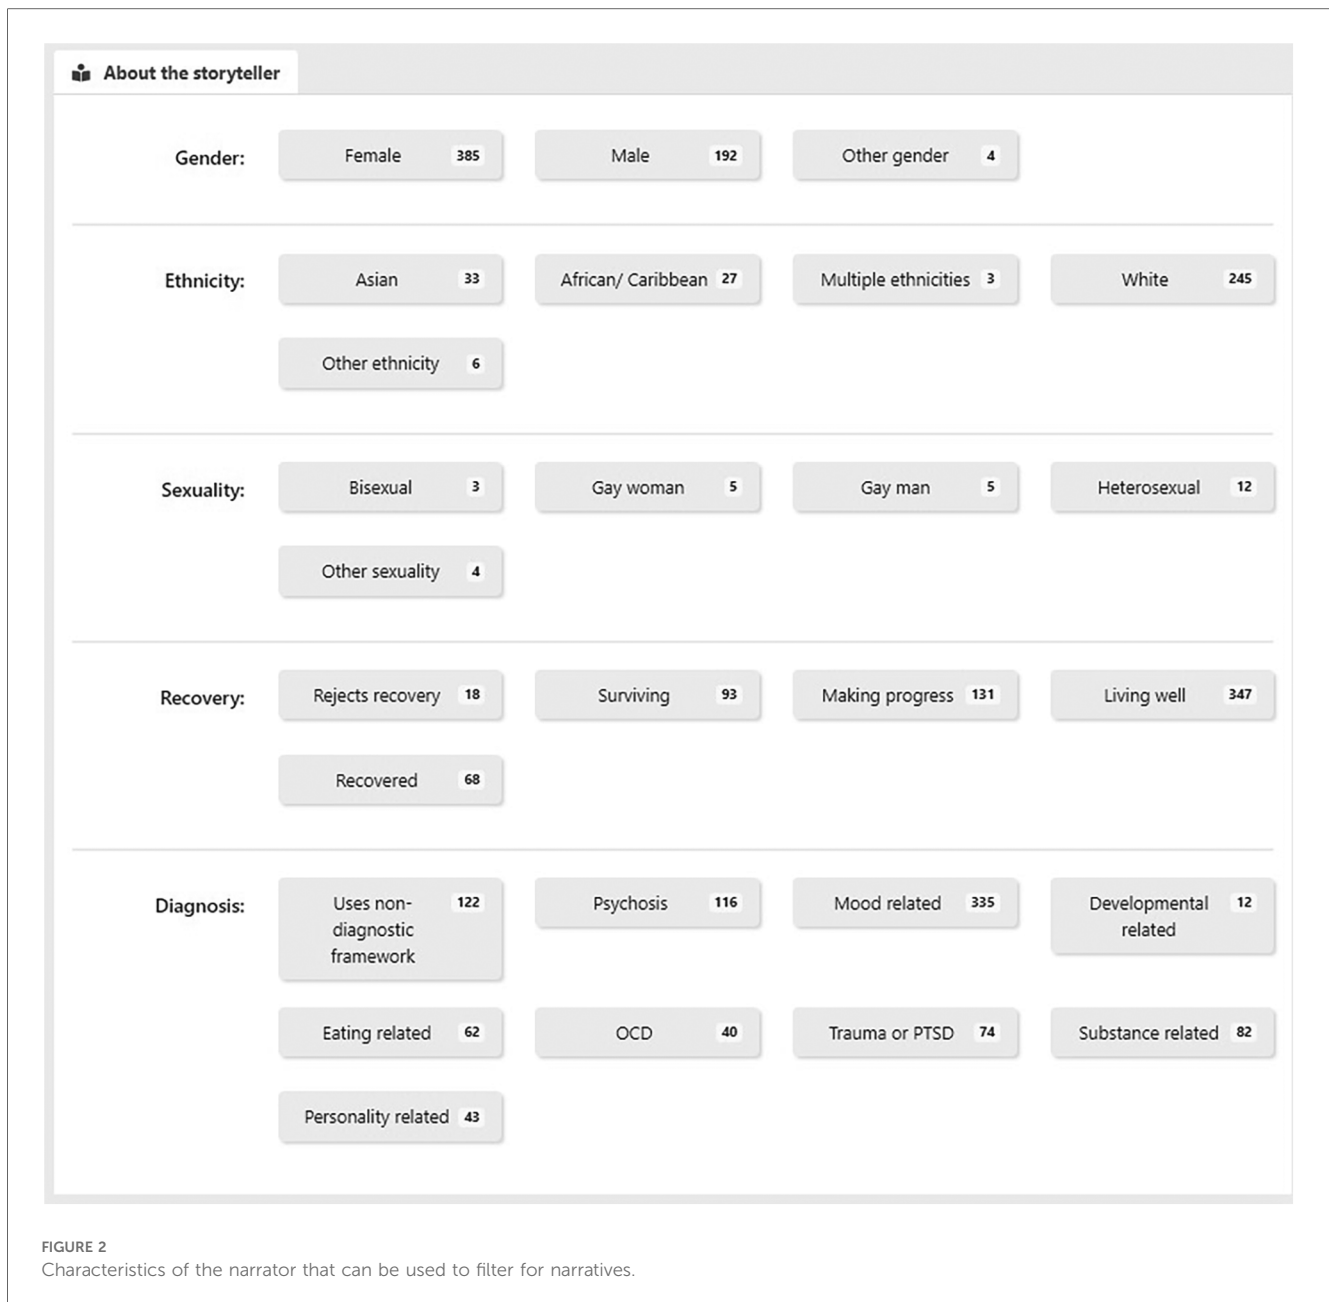 About the storyteller
Gender: Female 385 Male 192 Other gender 4
Ethnicity: Asian 33 African/ Caribbean 27 Multiple ethnicities 3 White 245
Other ethnicity 6
Sexuality: Bisexual 3 Gay woman 5 Gay man 5 Heterosexual 12
Other sexuality 4
Recovery: Rejects recovery 18 Surviving 93 Making progress 131 Living well 347
Recovered 68
Diagnosis: Uses non- 122 Psychosis 116 Mood related 335 Developmental 12
diagnostic related
framework
Eating related 62 OCD 40 Trauma or PTSD 74 Substance related 82
Personality related 43
FIGURE 2
Characteristics of the narrator that can be used to filter for narratives.